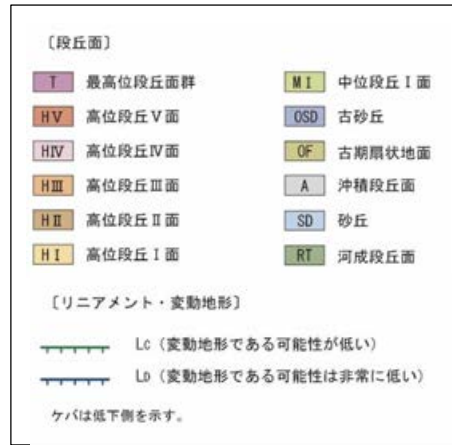 〔段丘面〕
T 最高位段丘面群
HⅤ 高位段丘Ⅴ面
HⅣ 高位段丘Ⅳ面
HⅢ 高位段丘Ⅲ面
HⅡ 高位段丘Ⅱ面
HⅠ 高位段丘Ⅰ面
MⅠ 中位段丘Ⅰ面
OSD 古砂丘
OF 古期扇状地面
A 沖積段丘面
SD 砂丘
RT 河成段丘面
〔リニアメント・変動地形〕
LC（変動地形である可能性が低い）
LD（変動地形である可能性は非常に低い）
ケバは低下側を示す。